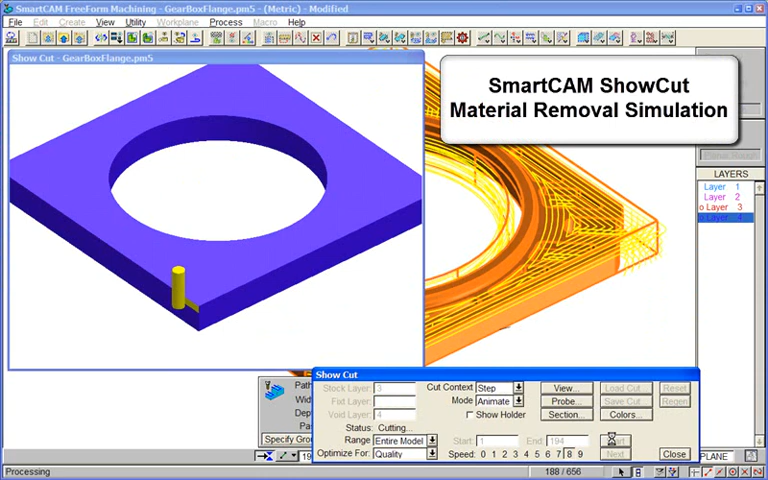 SmartCAM FreeForm Machining - GearBoxFlange.pm5 - (Metric) - Modified
File Edit Create View Utility Workplane Process Macro Help
Show Cut - GearBoxFlange.pm5
SmartCAM ShowCut
Material Removal Simulation
LAYERS
Layer 1
Layer 2
o Layer 3
o Layer 4
Show Cut
Stock Layer: 3 Cut Context Step View... Load Cut Reset
Fixt Layer: Mode Animate Probe... Save Cut Regen
Void Layer: 4 Show Holder Section... Colors...
Status: Cutting...
Range Entire Model Start: 1 End: 194
Optimize For: Quality Speed: 0 1 2 3 4 5 6 7 8 9 Next Close
Specify Gro
PLANE
Processing 188 / 656